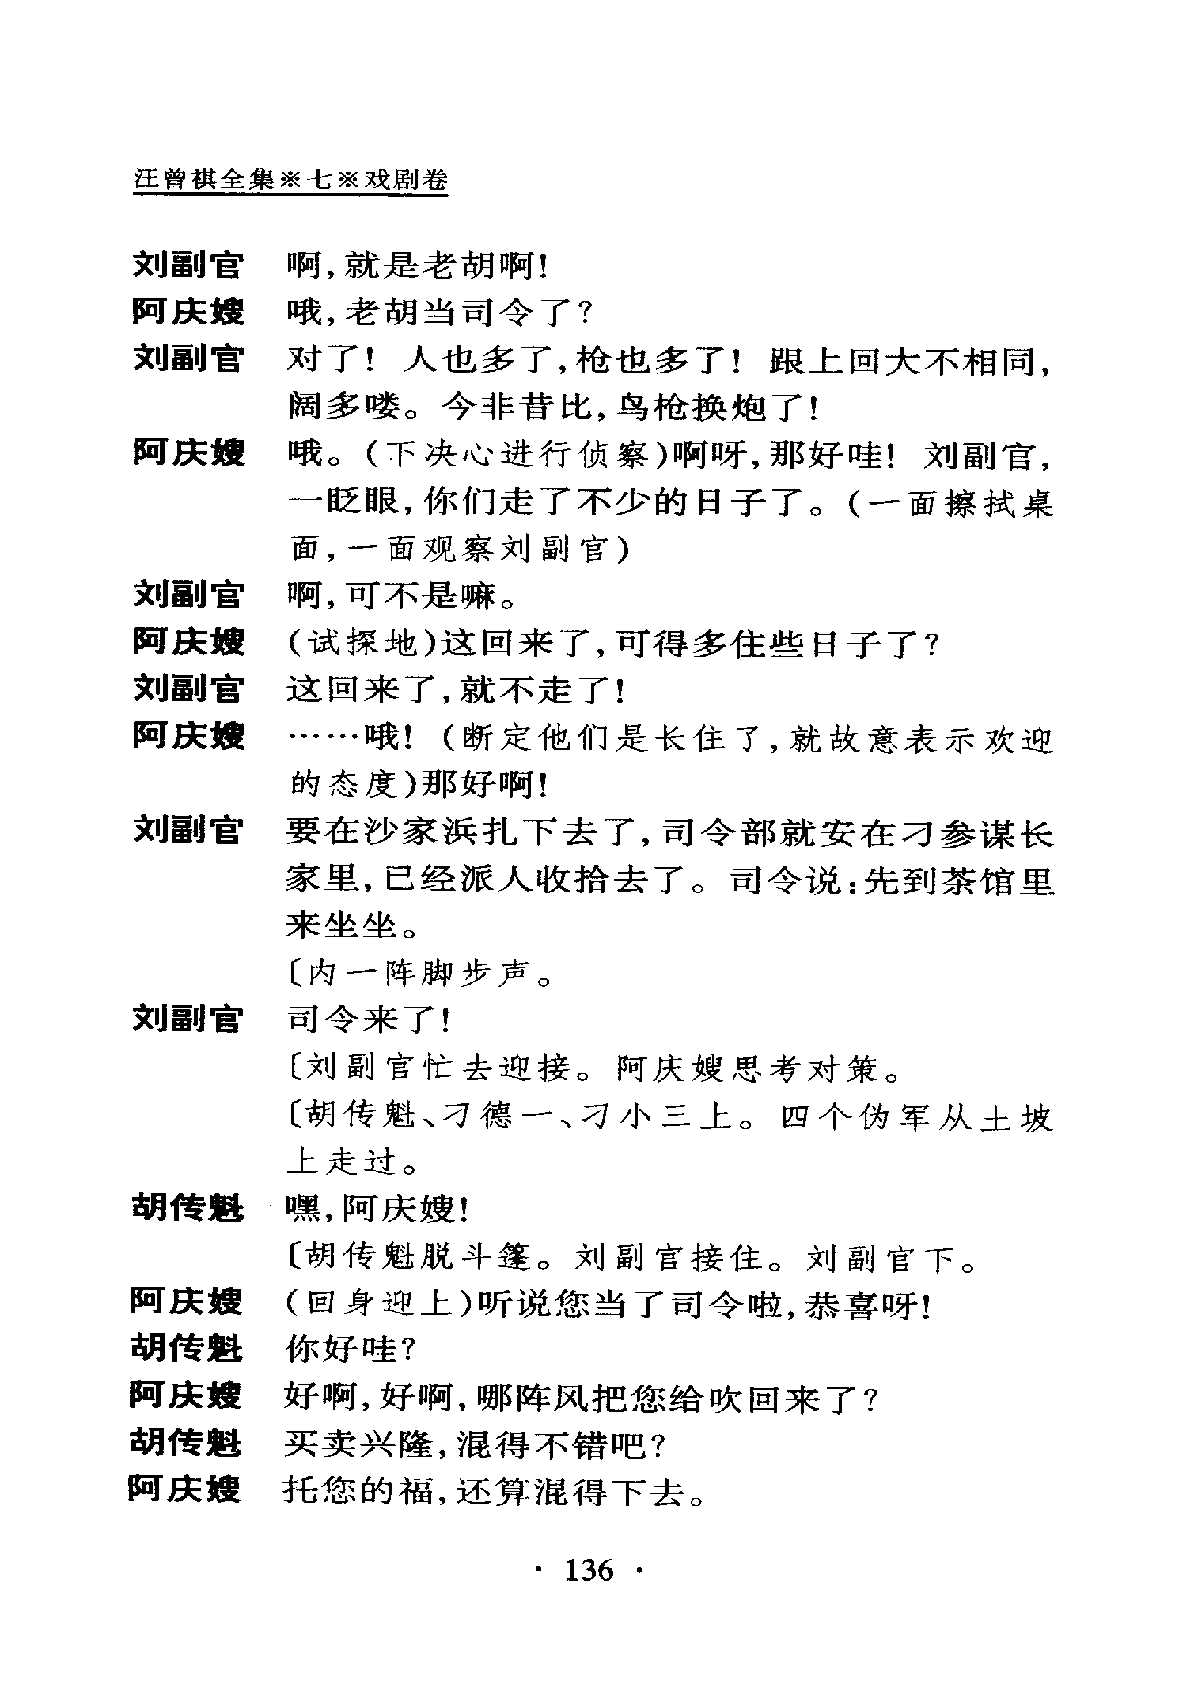 汪曾祺全集※七※戏剧卷
刘副官 啊,就是老胡啊!
阿庆嫂 哦,老胡当司令了?
刘副官 对了! 人也多了,枪也多了! 跟上回大不相同,
阔多喽。今非昔比,鸟枪换炮了!
阿庆嫂 哦。(下决心进行侦察)啊呀,那好哇! 刘副官,
一眨眼,你们走了不少的日子了。(一面擦拭桌
面,一面观察刘副官)
刘副官 啊,可不是嘛。
阿庆嫂 (试探地)这回来了,可得多住些日子了?
刘副官 这回来了,就不走了!
阿庆嫂 ……哦! (断定他们是长住了,就故意表示欢迎
的态度)那好啊!
刘副官 要在沙家浜扎下去了,司令部就安在刁参谋长
家里,已经派人收拾去了。司令说:先到茶馆里
来坐坐。
〔内一阵脚步声。
刘副官 司令来了!
〔刘副官忙去迎接。阿庆嫂思考对策。
〔胡传魁、刁德一、刁小三上。四个伪军从土坡
上走过。
胡传魁 嘿,阿庆嫂!
〔胡传魁脱斗篷。刘副官接住。刘副官下。
阿庆嫂 (回身迎上)听说您当了司令啦,恭喜呀!
胡传魁 你好哇?
阿庆嫂 好啊,好啊,哪阵风把您给吹回来了?
胡传魁 买卖兴隆,混得不错吧?
阿庆嫂 托您的福,还算混得下去。
· 136 ·